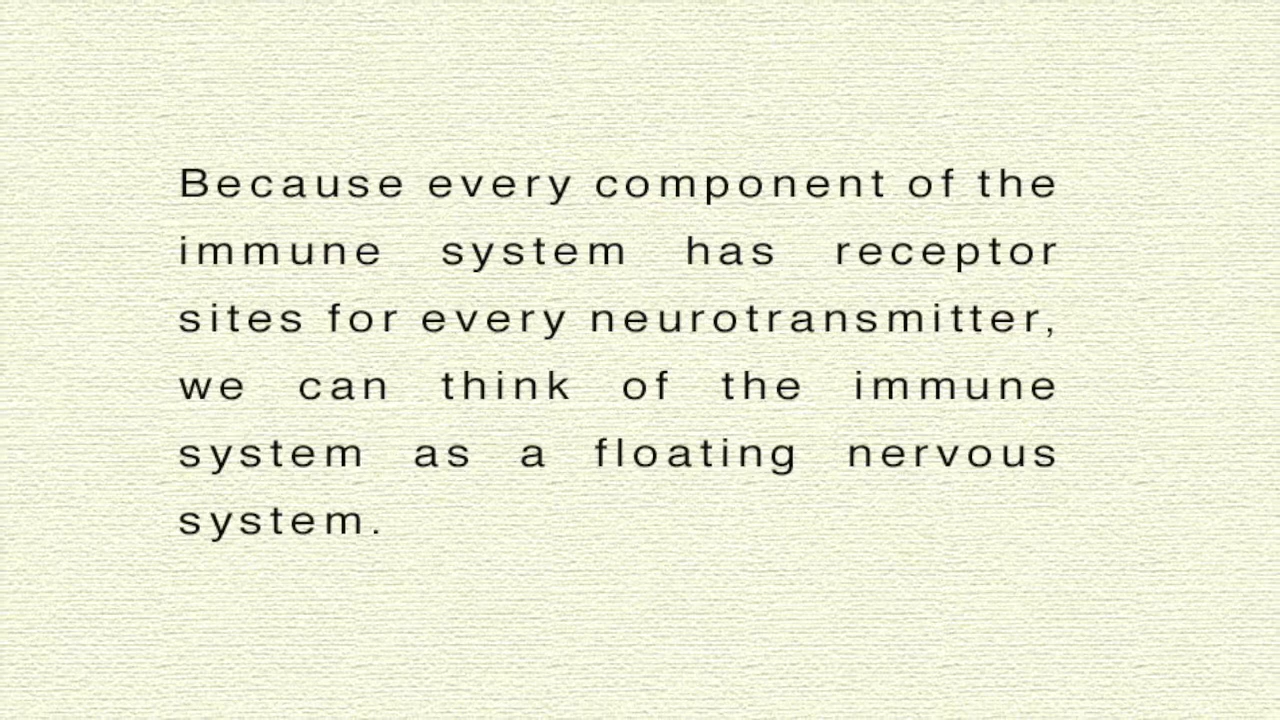 Because every component of the
immune system has receptor
sites for every neurotransmitter,
we can think of the immune
system as a floating nervous
system.